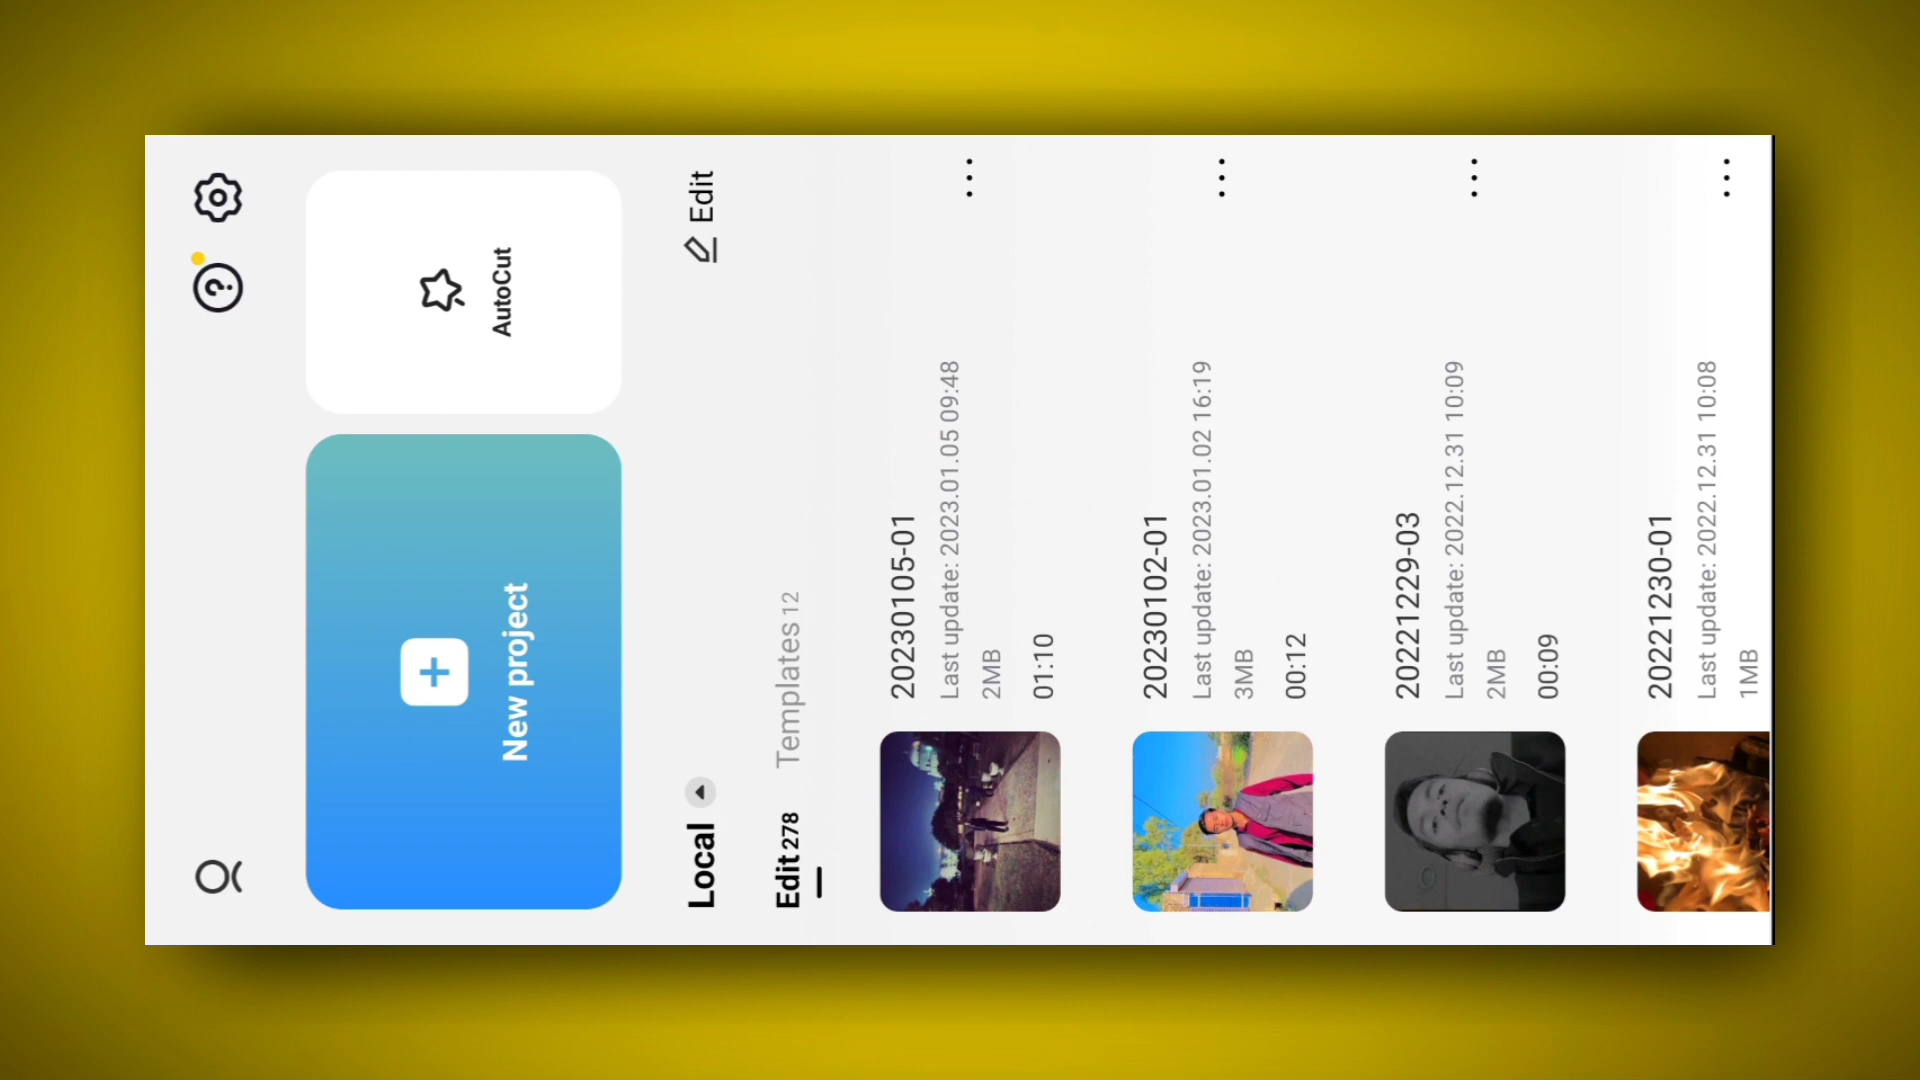 New project
AutoCut
Local
Edit
Edit 278
Templates 12
20230105-01
Last update: 2023.01.05 09:48
2MB
01:10
20230102-01
Last update: 2023.01.02 16:19
3MB
00:12
20221229-03
Last update: 2022.12.31 10:09
2MB
00:09
20221230-01
Last update: 2022.12.31 10:08
1MB